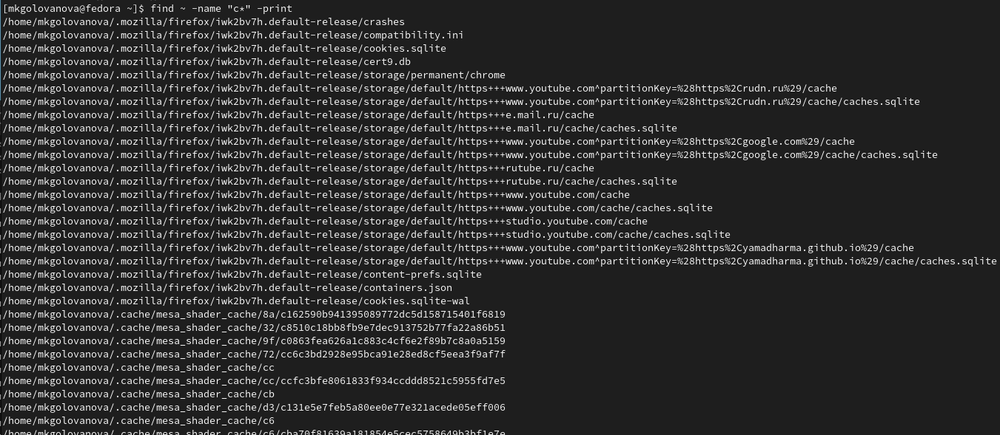 [mkgolovanova@fedora ~]$ find ~ -name "c*" -print
/home/mkgolovanova/.mozilla/firefox/iwk2bv7h.default-release/crashes
/home/mkgolovanova/.mozilla/firefox/iwk2bv7h.default-release/compatibility.ini
/home/mkgolovanova/.mozilla/firefox/iwk2bv7h.default-release/cookies.sqlite
/home/mkgolovanova/.mozilla/firefox/iwk2bv7h.default-release/cert9.db
/home/mkgolovanova/.mozilla/firefox/iwk2bv7h.default-release/storage/permanent/chrome
/home/mkgolovanova/.mozilla/firefox/iwk2bv7h.default-release/storage/default/https+++www.youtube.com^partitionKey=%28https%2Crudn.ru%29/cache
/home/mkgolovanova/.mozilla/firefox/iwk2bv7h.default-release/storage/default/https+++www.youtube.com^partitionKey=%28https%2Crudn.ru%29/cache/caches.sqlite
/home/mkgolovanova/.mozilla/firefox/iwk2bv7h.default-release/storage/default/https+++e.mail.ru/cache
/home/mkgolovanova/.mozilla/firefox/iwk2bv7h.default-release/storage/default/https+++e.mail.ru/cache/caches.sqlite
/home/mkgolovanova/.mozilla/firefox/iwk2bv7h.default-release/storage/default/https+++www.youtube.com^partitionKey=%28https%2Cgoogle.com%29/cache
/home/mkgolovanova/.mozilla/firefox/iwk2bv7h.default-release/storage/default/https+++www.youtube.com^partitionKey=%28https%2Cgoogle.com%29/cache/caches.sqlite
/home/mkgolovanova/.mozilla/firefox/iwk2bv7h.default-release/storage/default/https+++rutube.ru/cache
/home/mkgolovanova/.mozilla/firefox/iwk2bv7h.default-release/storage/default/https+++rutube.ru/cache/caches.sqlite
/home/mkgolovanova/.mozilla/firefox/iwk2bv7h.default-release/storage/default/https+++www.youtube.com/cache
/home/mkgolovanova/.mozilla/firefox/iwk2bv7h.default-release/storage/default/https+++www.youtube.com/cache/caches.sqlite
/home/mkgolovanova/.mozilla/firefox/iwk2bv7h.default-release/storage/default/https+++studio.youtube.com/cache
/home/mkgolovanova/.mozilla/firefox/iwk2bv7h.default-release/storage/default/https+++studio.youtube.com/cache/caches.sqlite
/home/mkgolovanova/.mozilla/firefox/iwk2bv7h.default-release/storage/default/https+++www.youtube.com^partitionKey=%28https%2Cyamadharma.github.io%29/cache
/home/mkgolovanova/.mozilla/firefox/iwk2bv7h.default-release/storage/default/https+++www.youtube.com^partitionKey=%28https%2Cyamadharma.github.io%29/cache/caches.sqlite
/home/mkgolovanova/.mozilla/firefox/iwk2bv7h.default-release/content-prefs.sqlite
/home/mkgolovanova/.mozilla/firefox/iwk2bv7h.default-release/containers.json
/home/mkgolovanova/.mozilla/firefox/iwk2bv7h.default-release/cookies.sqlite-wal
/home/mkgolovanova/.cache/mesa_shader_cache/8a/c162590b941395089772dc5d158715401f6819
/home/mkgolovanova/.cache/mesa_shader_cache/32/c8510c18bb8fb9e7dec913752b77fa22a86b51
/home/mkgolovanova/.cache/mesa_shader_cache/9f/c0863fea626a1c883c4cf6e2f89b7c8a0a5159
/home/mkgolovanova/.cache/mesa_shader_cache/72/cc6c3bd2928e95bca91e28ed8cf5eea3f9af7f
/home/mkgolovanova/.cache/mesa_shader_cache/cc
/home/mkgolovanova/.cache/mesa_shader_cache/cc/ccfc3bfe8061833f934ccddd8521c5955fd7e5
/home/mkgolovanova/.cache/mesa_shader_cache/cb
/home/mkgolovanova/.cache/mesa_shader_cache/d3/c131e5e7feb5a80ee0e77e321acede05eff006
/home/mkgolovanova/.cache/mesa_shader_cache/c6